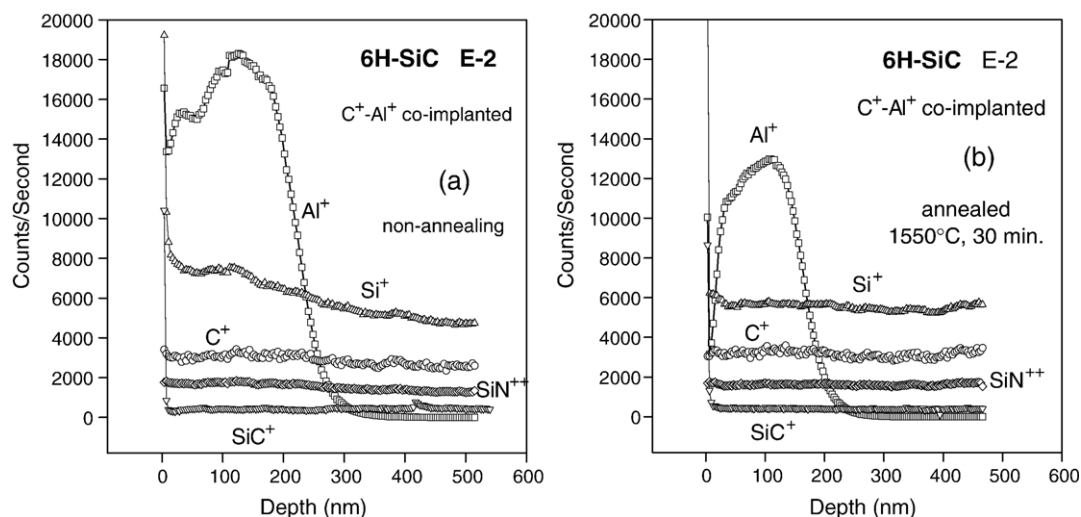 20000
18000
16000
14000
12000
10000
8000
6000
4000
2000
0
Counts/Second
6H-SiC E-2
C⁺-Al⁺ co-implanted
(a)
Al⁺
non-annealing
Si⁺
C⁺
SiN⁺⁺
SiC⁺
0 100 200 300 400 500 600
Depth (nm)
20000
18000
16000
14000
12000
10000
8000
6000
4000
2000
0
Counts/Second
6H-SiC E-2
C⁺-Al⁺ co-implanted
Al⁺
(b)
annealed
1550°C, 30 min.
Si⁺
C⁺
SiN⁺⁺
SiC⁺
0 100 200 300 400 500 600
Depth (nm)